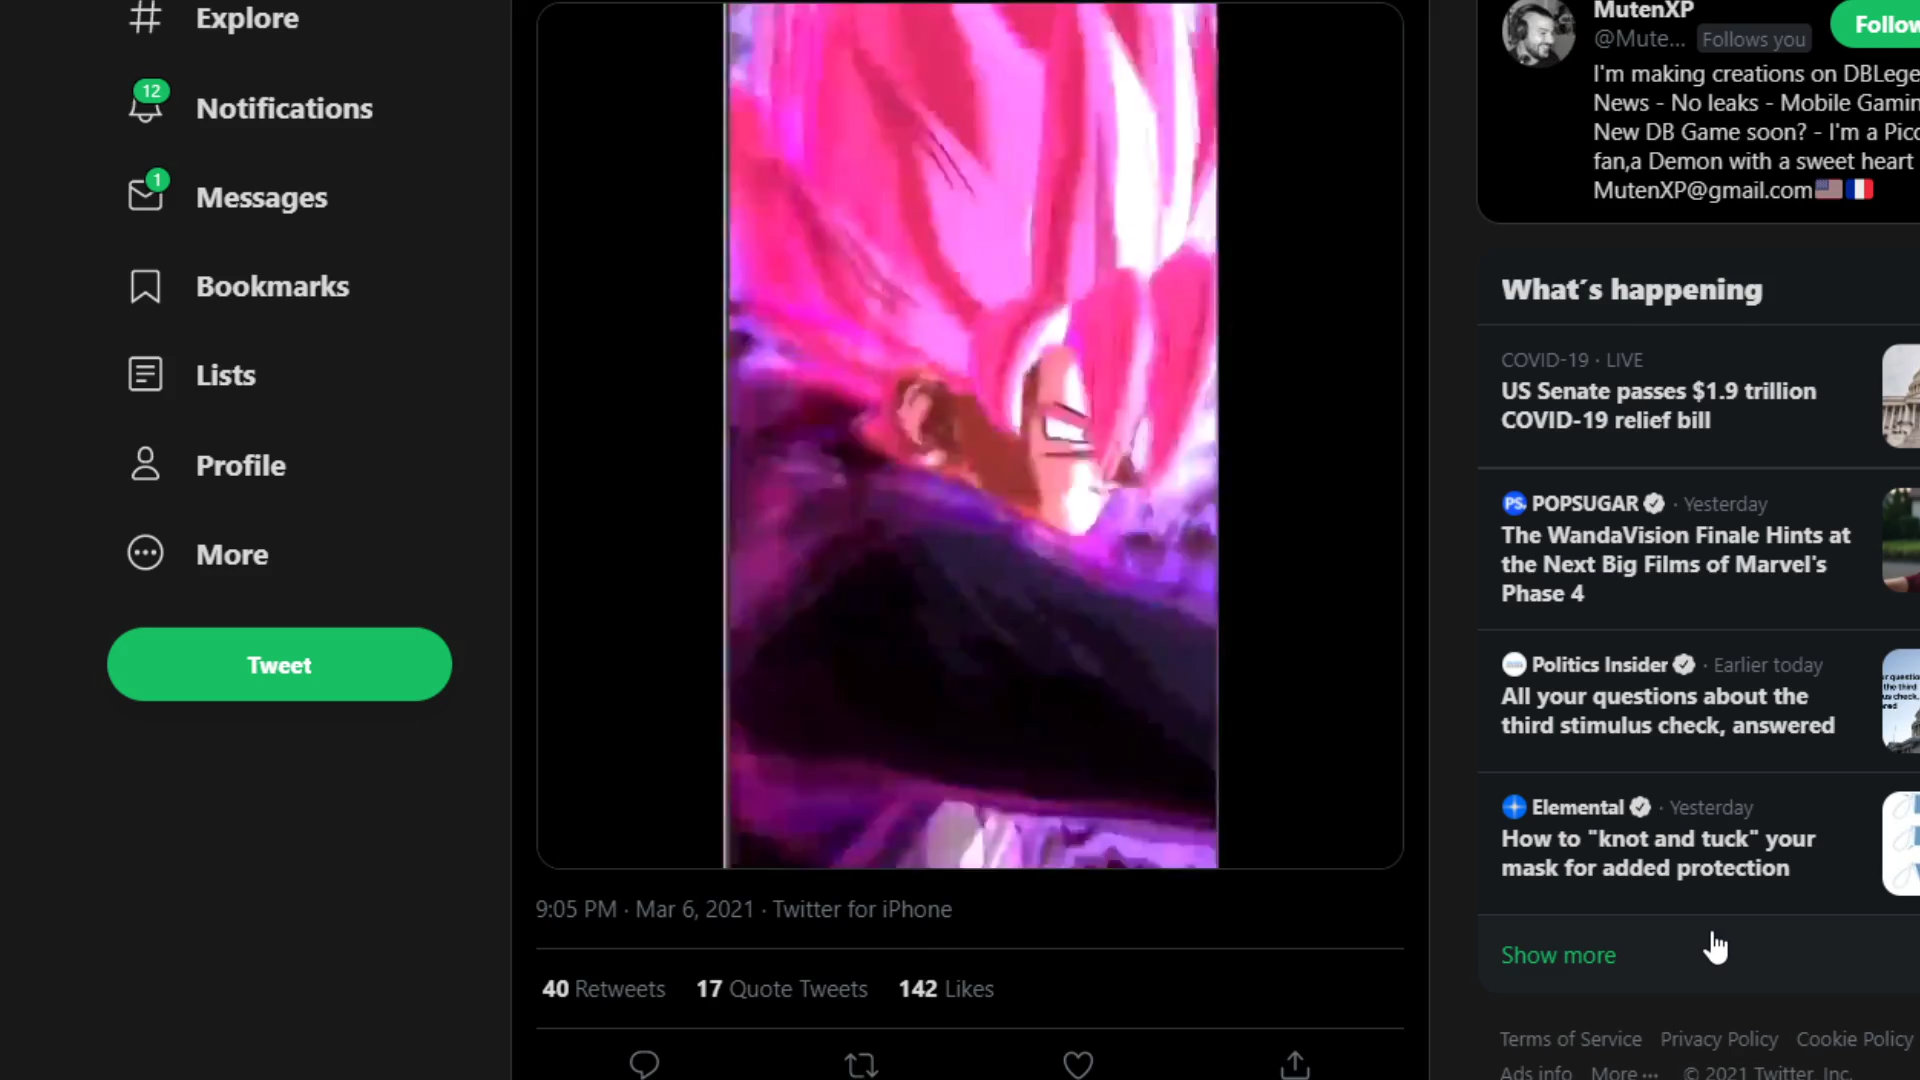 Explore
12
Notifications
1
Messages
Bookmarks
Lists
Profile
More
Tweet
9:05 PM · Mar 6, 2021 · Twitter for iPhone
40 Retweets 17 Quote Tweets 142 Likes
MutenXP
@Mute... Follows you
Follow
I'm making creations on DBLege
News - No leaks - Mobile Gamin
New DB Game soon? - I'm a Picc
fan,a Demon with a sweet heart
MutenXP@gmail.com
What's happening
COVID-19 · LIVE
US Senate passes $1.9 trillion
COVID-19 relief bill
PS. POPSUGAR · Yesterday
The WandaVision Finale Hints at
the Next Big Films of Marvel's
Phase 4
Politics Insider · Earlier today
All your questions about the
third stimulus check, answered
Elemental · Yesterday
How to "knot and tuck" your
mask for added protection
Show more
Terms of Service Privacy Policy Cookie Policy
Ads info More ··· © 2021 Twitter, Inc.